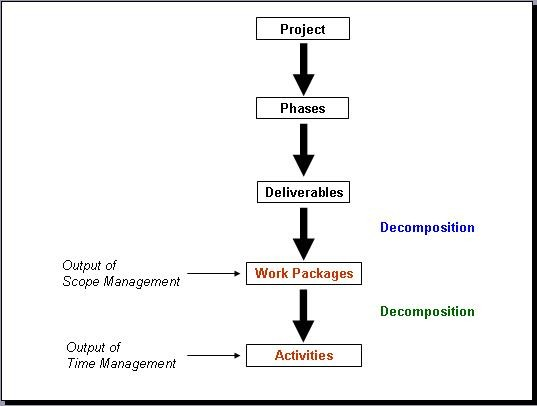 Project
Phases
Deliverables
Decomposition
Output of
Scope Management
Work Packages
Decomposition
Output of
Time Management
Activities